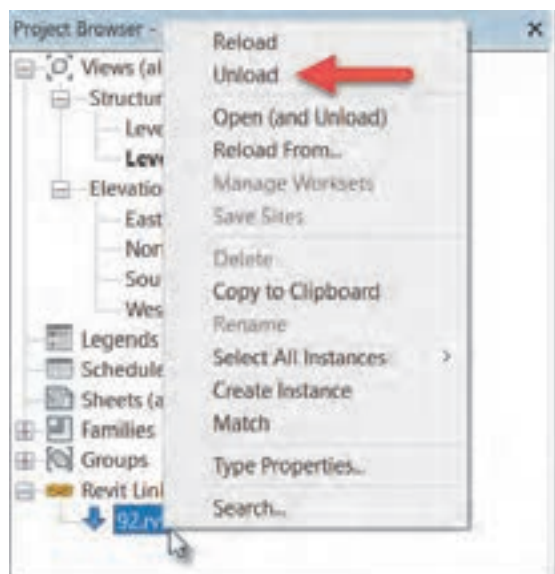 Project Browser -
Views (al
Structur
Leve
Leve
Elevatio
East
Nor
Sou
Wes
Legends
Schedule
Sheets (a
Families
Groups
Revit Lin
92.rv
Reload
Unload
Open (and Unload)
Reload From...
Manage Worksets
Save Sites
Delete
Copy to Clipboard
Rename
Select All Instances
Create Instance
Match
Type Properties...
Search...